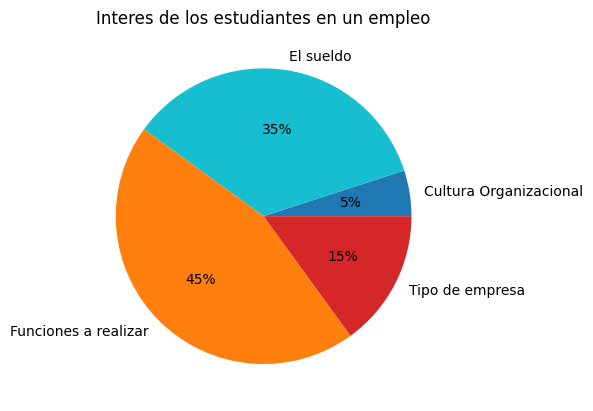 Interes de los estudiantes en un empleo
El sueldo
35%
Cultura Organizacional
5%
15%
45%
Tipo de empresa
Funciones a realizar